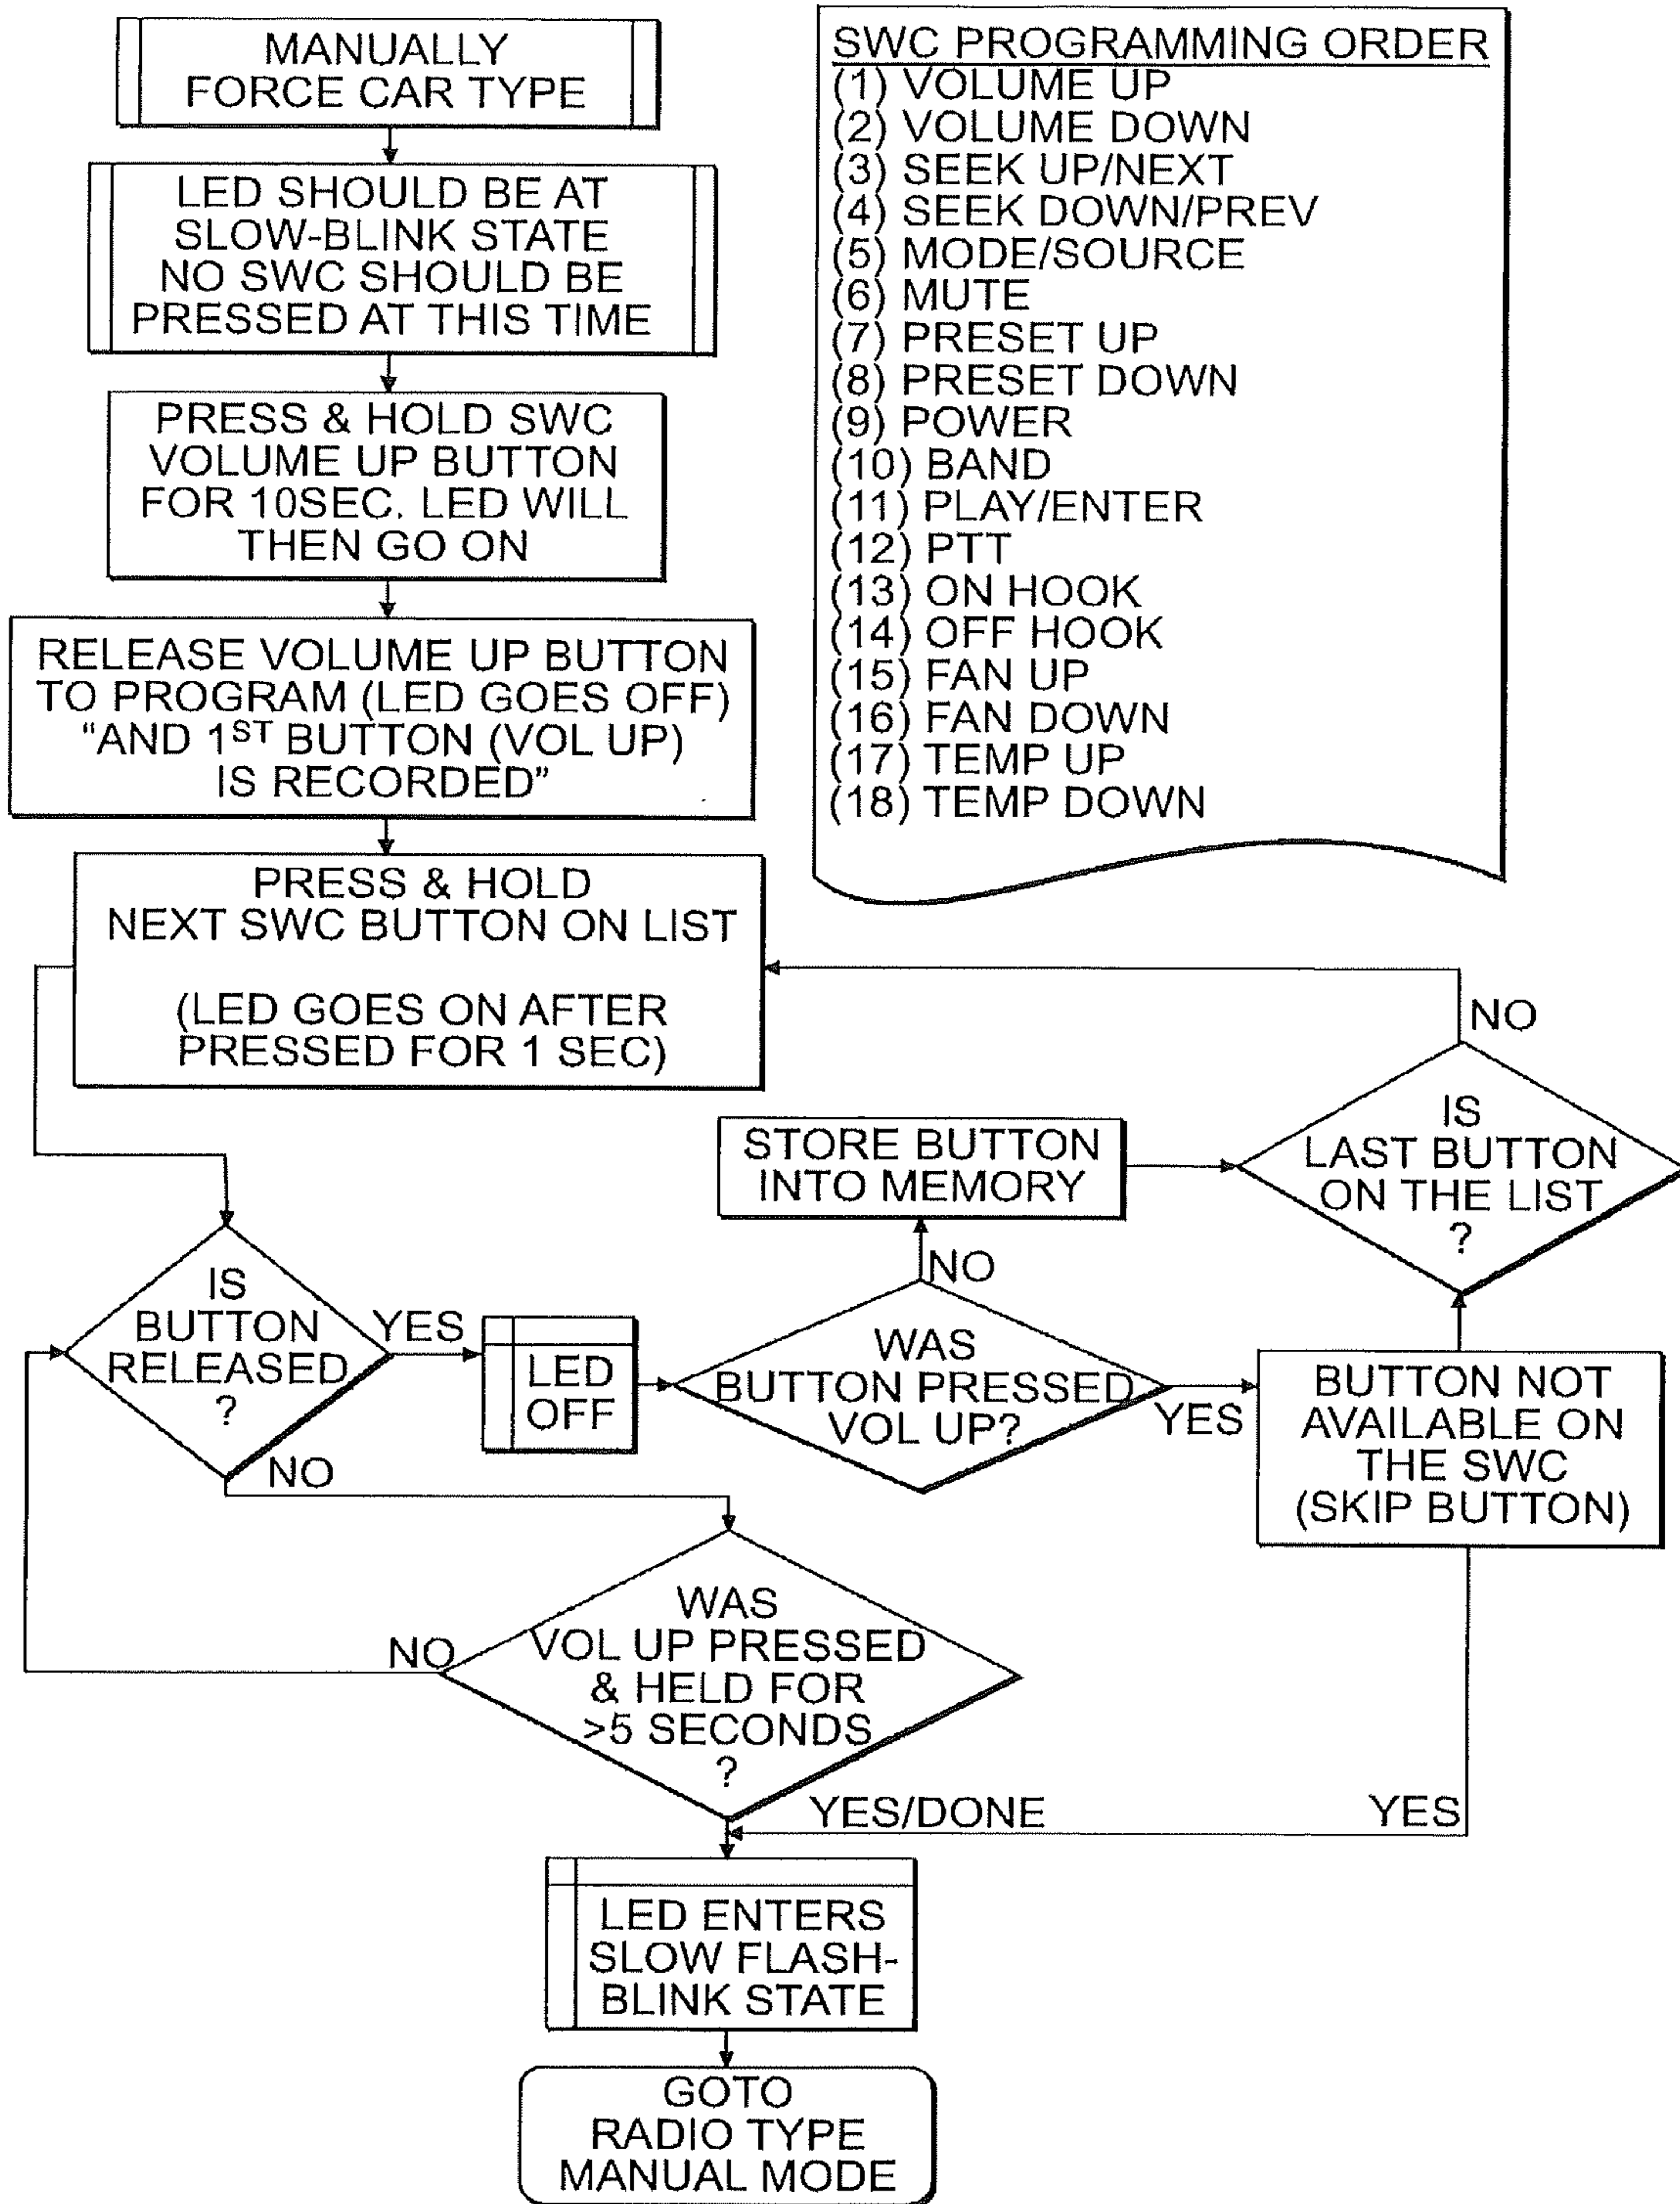 MANUALLY
FORCE CAR TYPE
LED SHOULD BE AT
SLOW-BLINK STATE
NO SWC SHOULD BE
PRESSED AT THIS TIME
PRESS & HOLD SWC
VOLUME UP BUTTON
FOR 10SEC. LED WILL
THEN GO ON
RELEASE VOLUME UP BUTTON
TO PROGRAM (LED GOES OFF)
"AND 1ST BUTTON (VOL UP)
IS RECORDED"
PRESS & HOLD
NEXT SWC BUTTON ON LIST
(LED GOES ON AFTER
PRESSED FOR 1 SEC)
SWC PROGRAMMING ORDER
(1) VOLUME UP
(2) VOLUME DOWN
(3) SEEK UP/NEXT
(4) SEEK DOWN/PREV
(5) MODE/SOURCE
(6) MUTE
(7) PRESET UP
(8) PRESET DOWN
(9) POWER
(10) BAND
(11) PLAY/ENTER
(12) PTT
(13) ON HOOK
(14) OFF HOOK
(15) FAN UP
(16) FAN DOWN
(17) TEMP UP
(18) TEMP DOWN
NO
IS
LAST BUTTON
ON THE LIST
?
STORE BUTTON
INTO MEMORY
NO
IS
BUTTON
RELEASED
?
YES
LED
OFF
WAS
BUTTON PRESSED
VOL UP?
YES
BUTTON NOT
AVAILABLE ON
THE SWC
(SKIP BUTTON)
NO
WAS
VOL UP PRESSED
& HELD FOR
>5 SECONDS
?
NO
YES/DONE
YES
LED ENTERS
SLOW FLASH-
BLINK STATE
GOTO
RADIO TYPE
MANUAL MODE